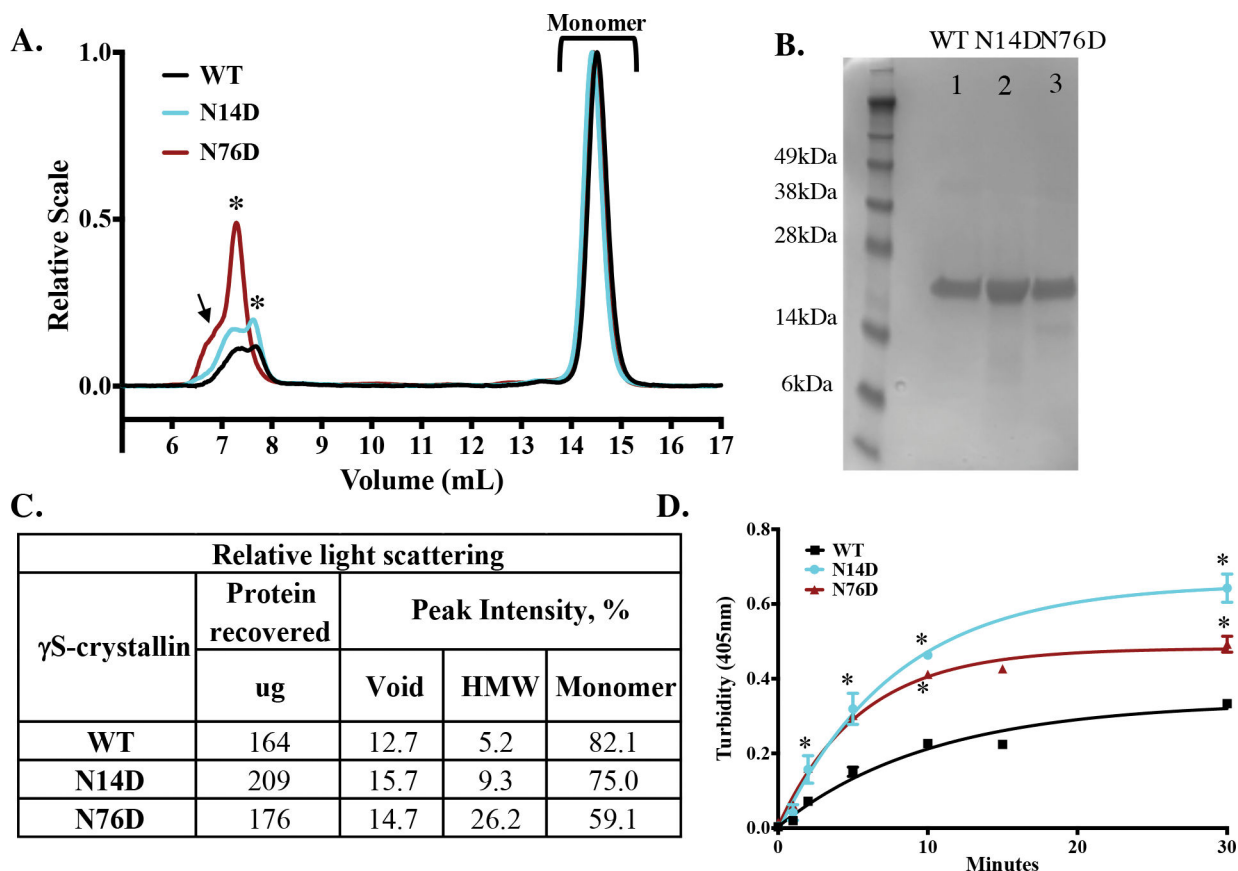 A.
Monomer
1.0
0.5
0.0
Relative Scale
WT
N14D
N76D
*
*
6 7 8 9 10 11 12 13 14 15 16 17
Volume (mL)
B.
WT N14DN76D
1 2 3
49kDa
38kDa
28kDa
14kDa
6kDa
C.
Relative light scattering
γS-crystallin
Protein
recovered
Peak Intensity, %
ug
Void
HMW
Monomer
WT 164 12.7 5.2 82.1
N14D 209 15.7 9.3 75.0
N76D 176 14.7 26.2 59.1
D.
0.8
0.6
0.4
0.2
0.0
Turbidity (405nm)
WT
N14D
N76D
*
*
*
*
*
*
0 10 20 30
Minutes